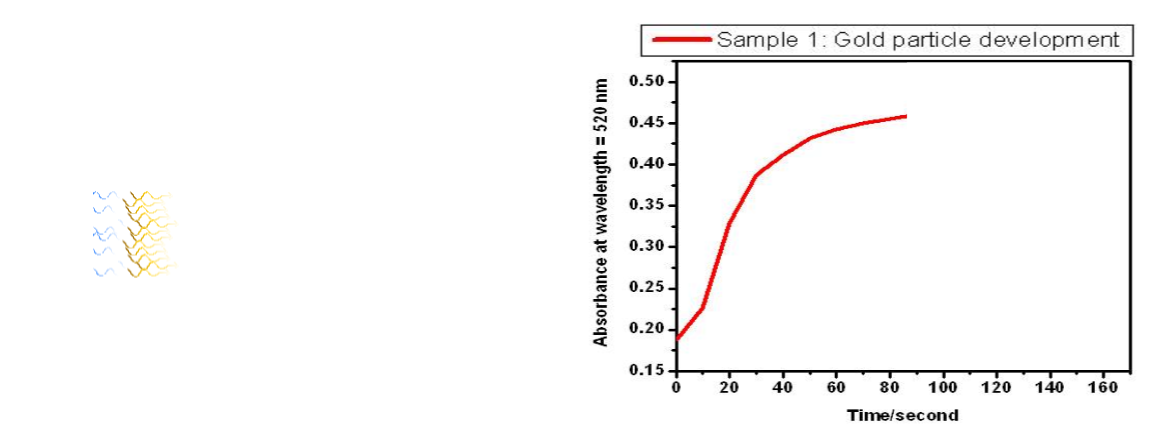 Sample 1: Gold particle development
Absorbance at wavelength = 520 nm
0.50
0.45
0.40
0.35
0.30
0.25
0.20
0.15
0 20 40 60 80 100 120 140 160
Time/second